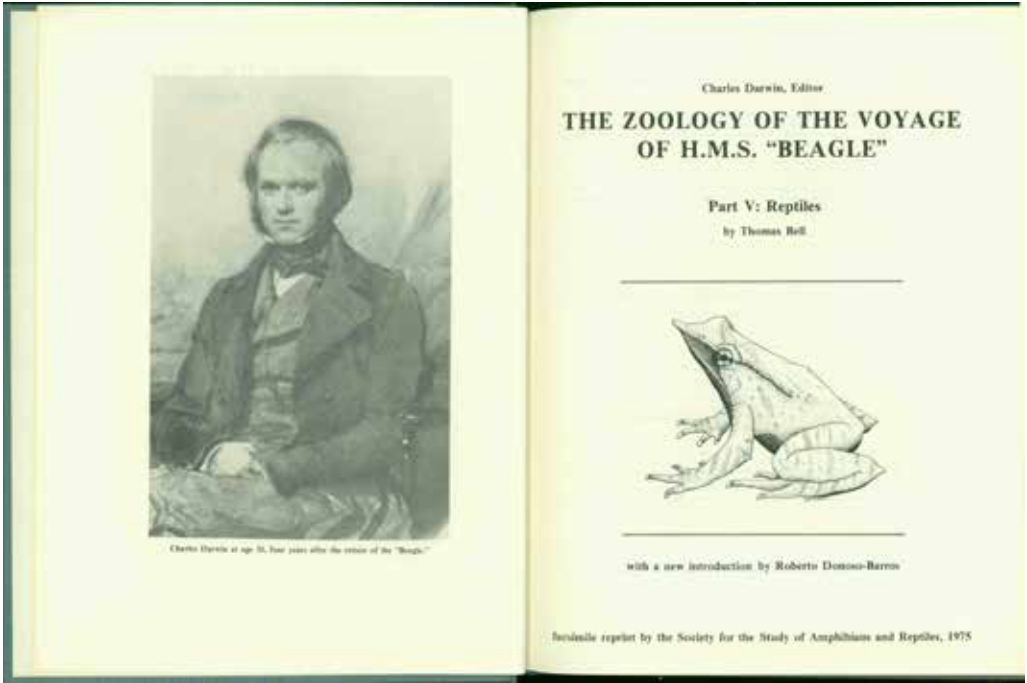 Charles Darwin at age 31, four years after the return of the "Beagle."
Charles Darwin, Editor
THE ZOOLOGY OF THE VOYAGE
OF H.M.S. “BEAGLE”
Part V: Reptiles
by Thomas Bell
with a new introduction by Roberto Donoso-Barros
facsimile reprint by the Society for the Study of Amphibians and Reptiles, 1975